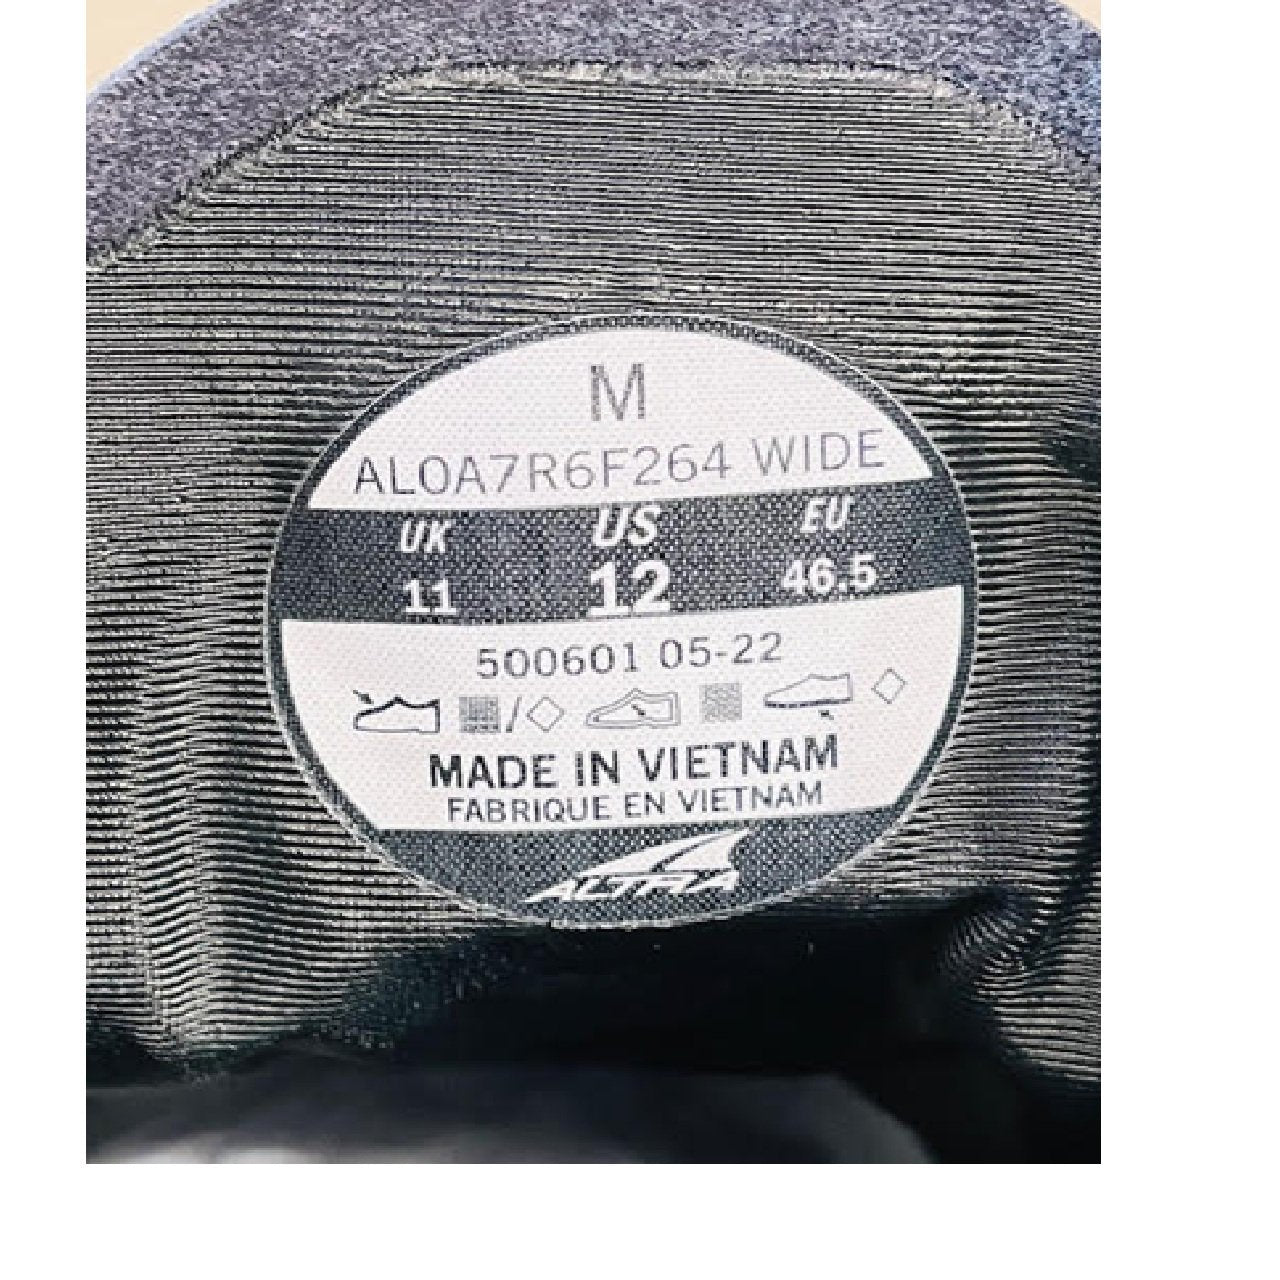 M
AL0A7R6F264 WIDE
UK US EU
11 12 46.5
500601 05-22
/
MADE IN VIETNAM
FABRIQUE EN VIETNAM
ALTRA